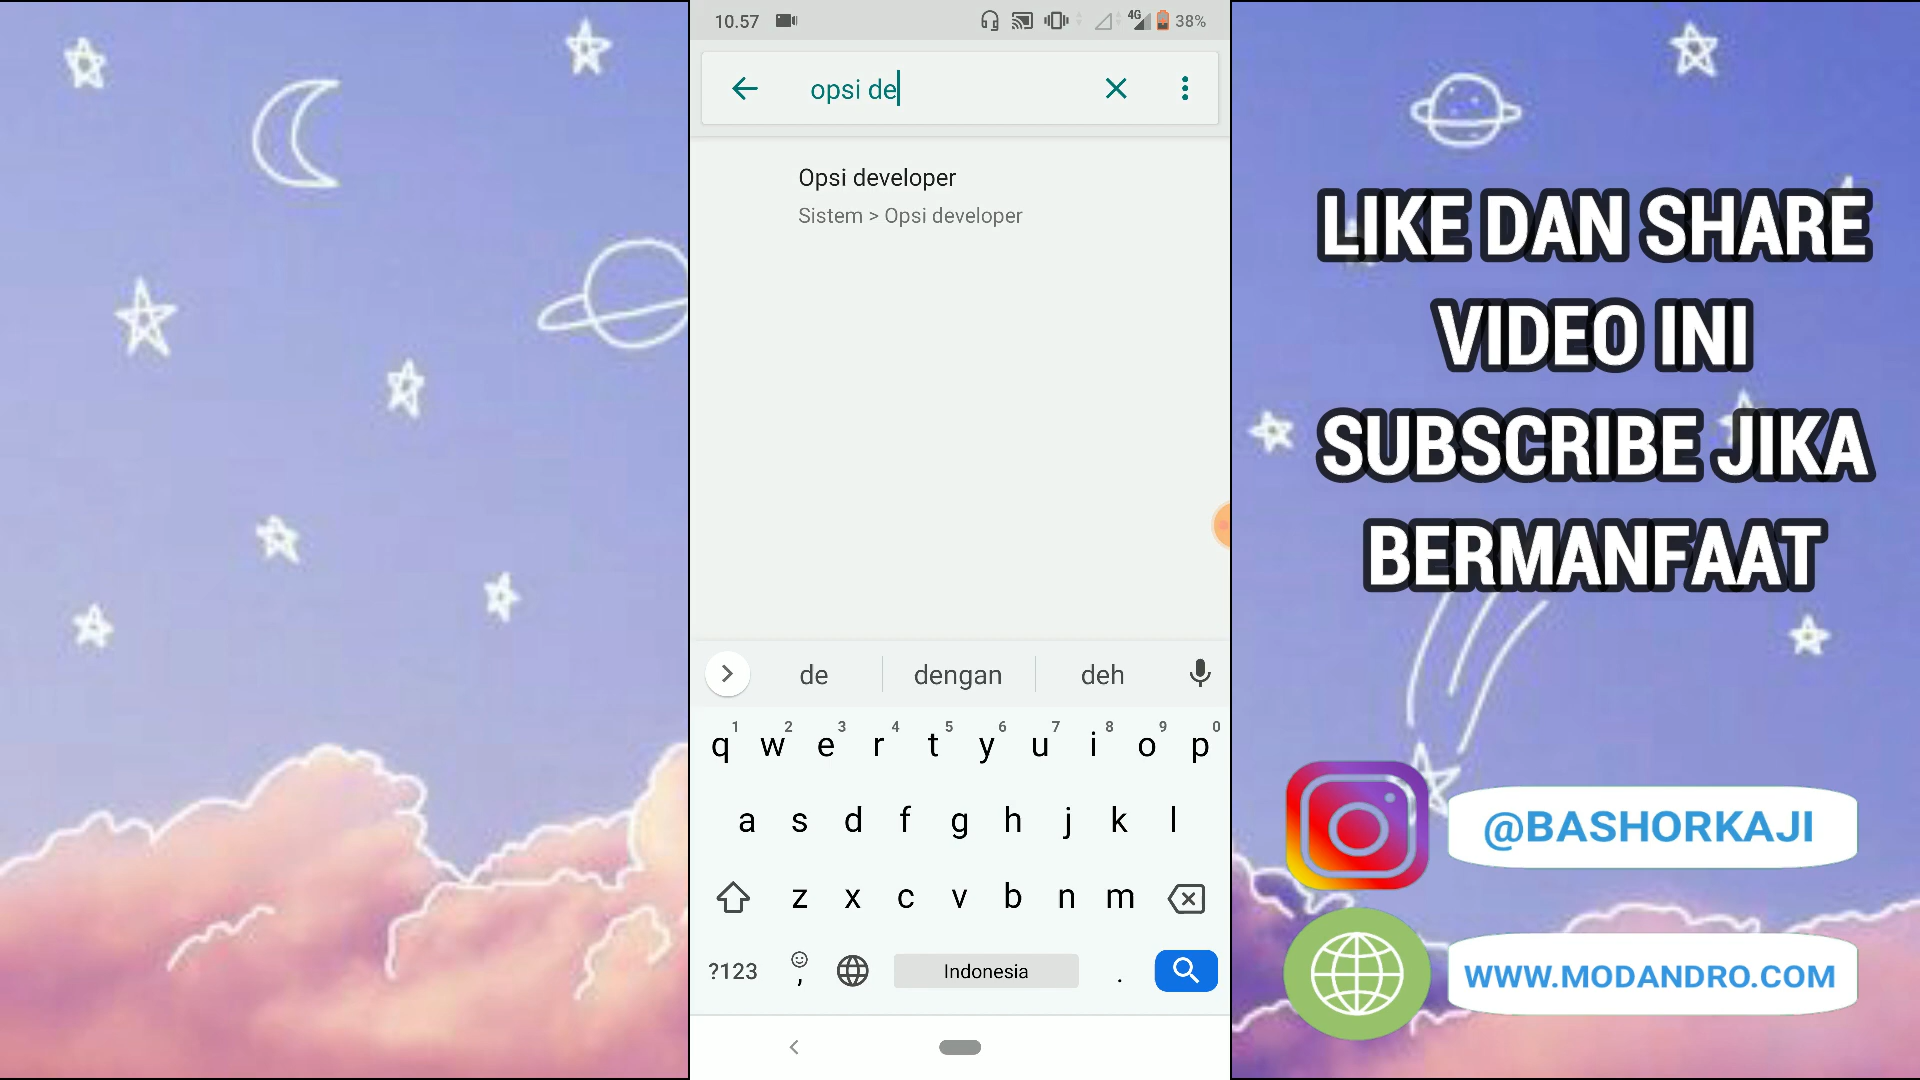 10.57
4G
38%
opsi de
Opsi developer
Sistem > Opsi developer
de dengan deh
1 2 3 4 5 6 7 8 9 0
q w e r t y u i o p
a s d f g h j k l
z x c v b n m
?123 , Indonesia .
LIKE DAN SHARE
VIDEO INI
SUBSCRIBE JIKA
BERMANFAAT
@BASHORKAJI
WWW.MODANDRO.COM